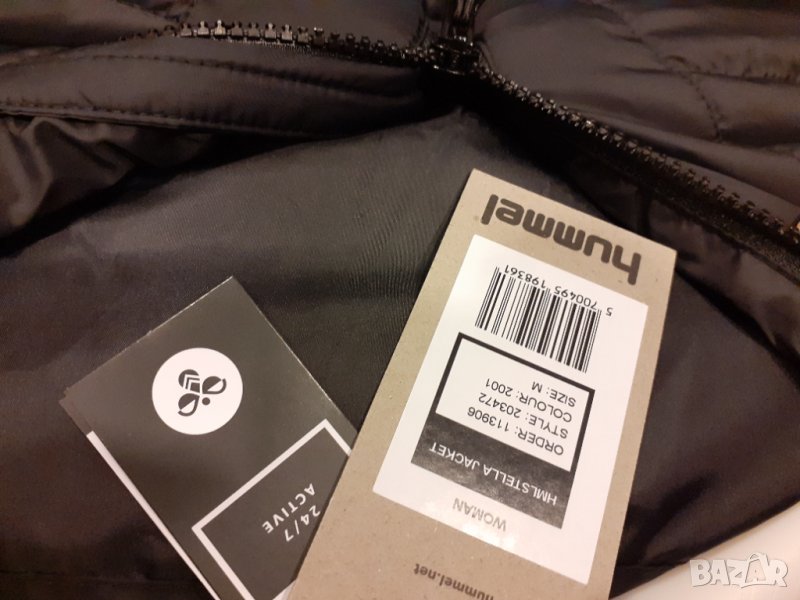 hummel
5 700495 198361
ORDER: 113906
STYLE: 203472
COLOUR: 2001
SIZE: M
HMLSTELLA JACKET
WOMAN
hummel.net
24/7
ACTIVE
BAZAR